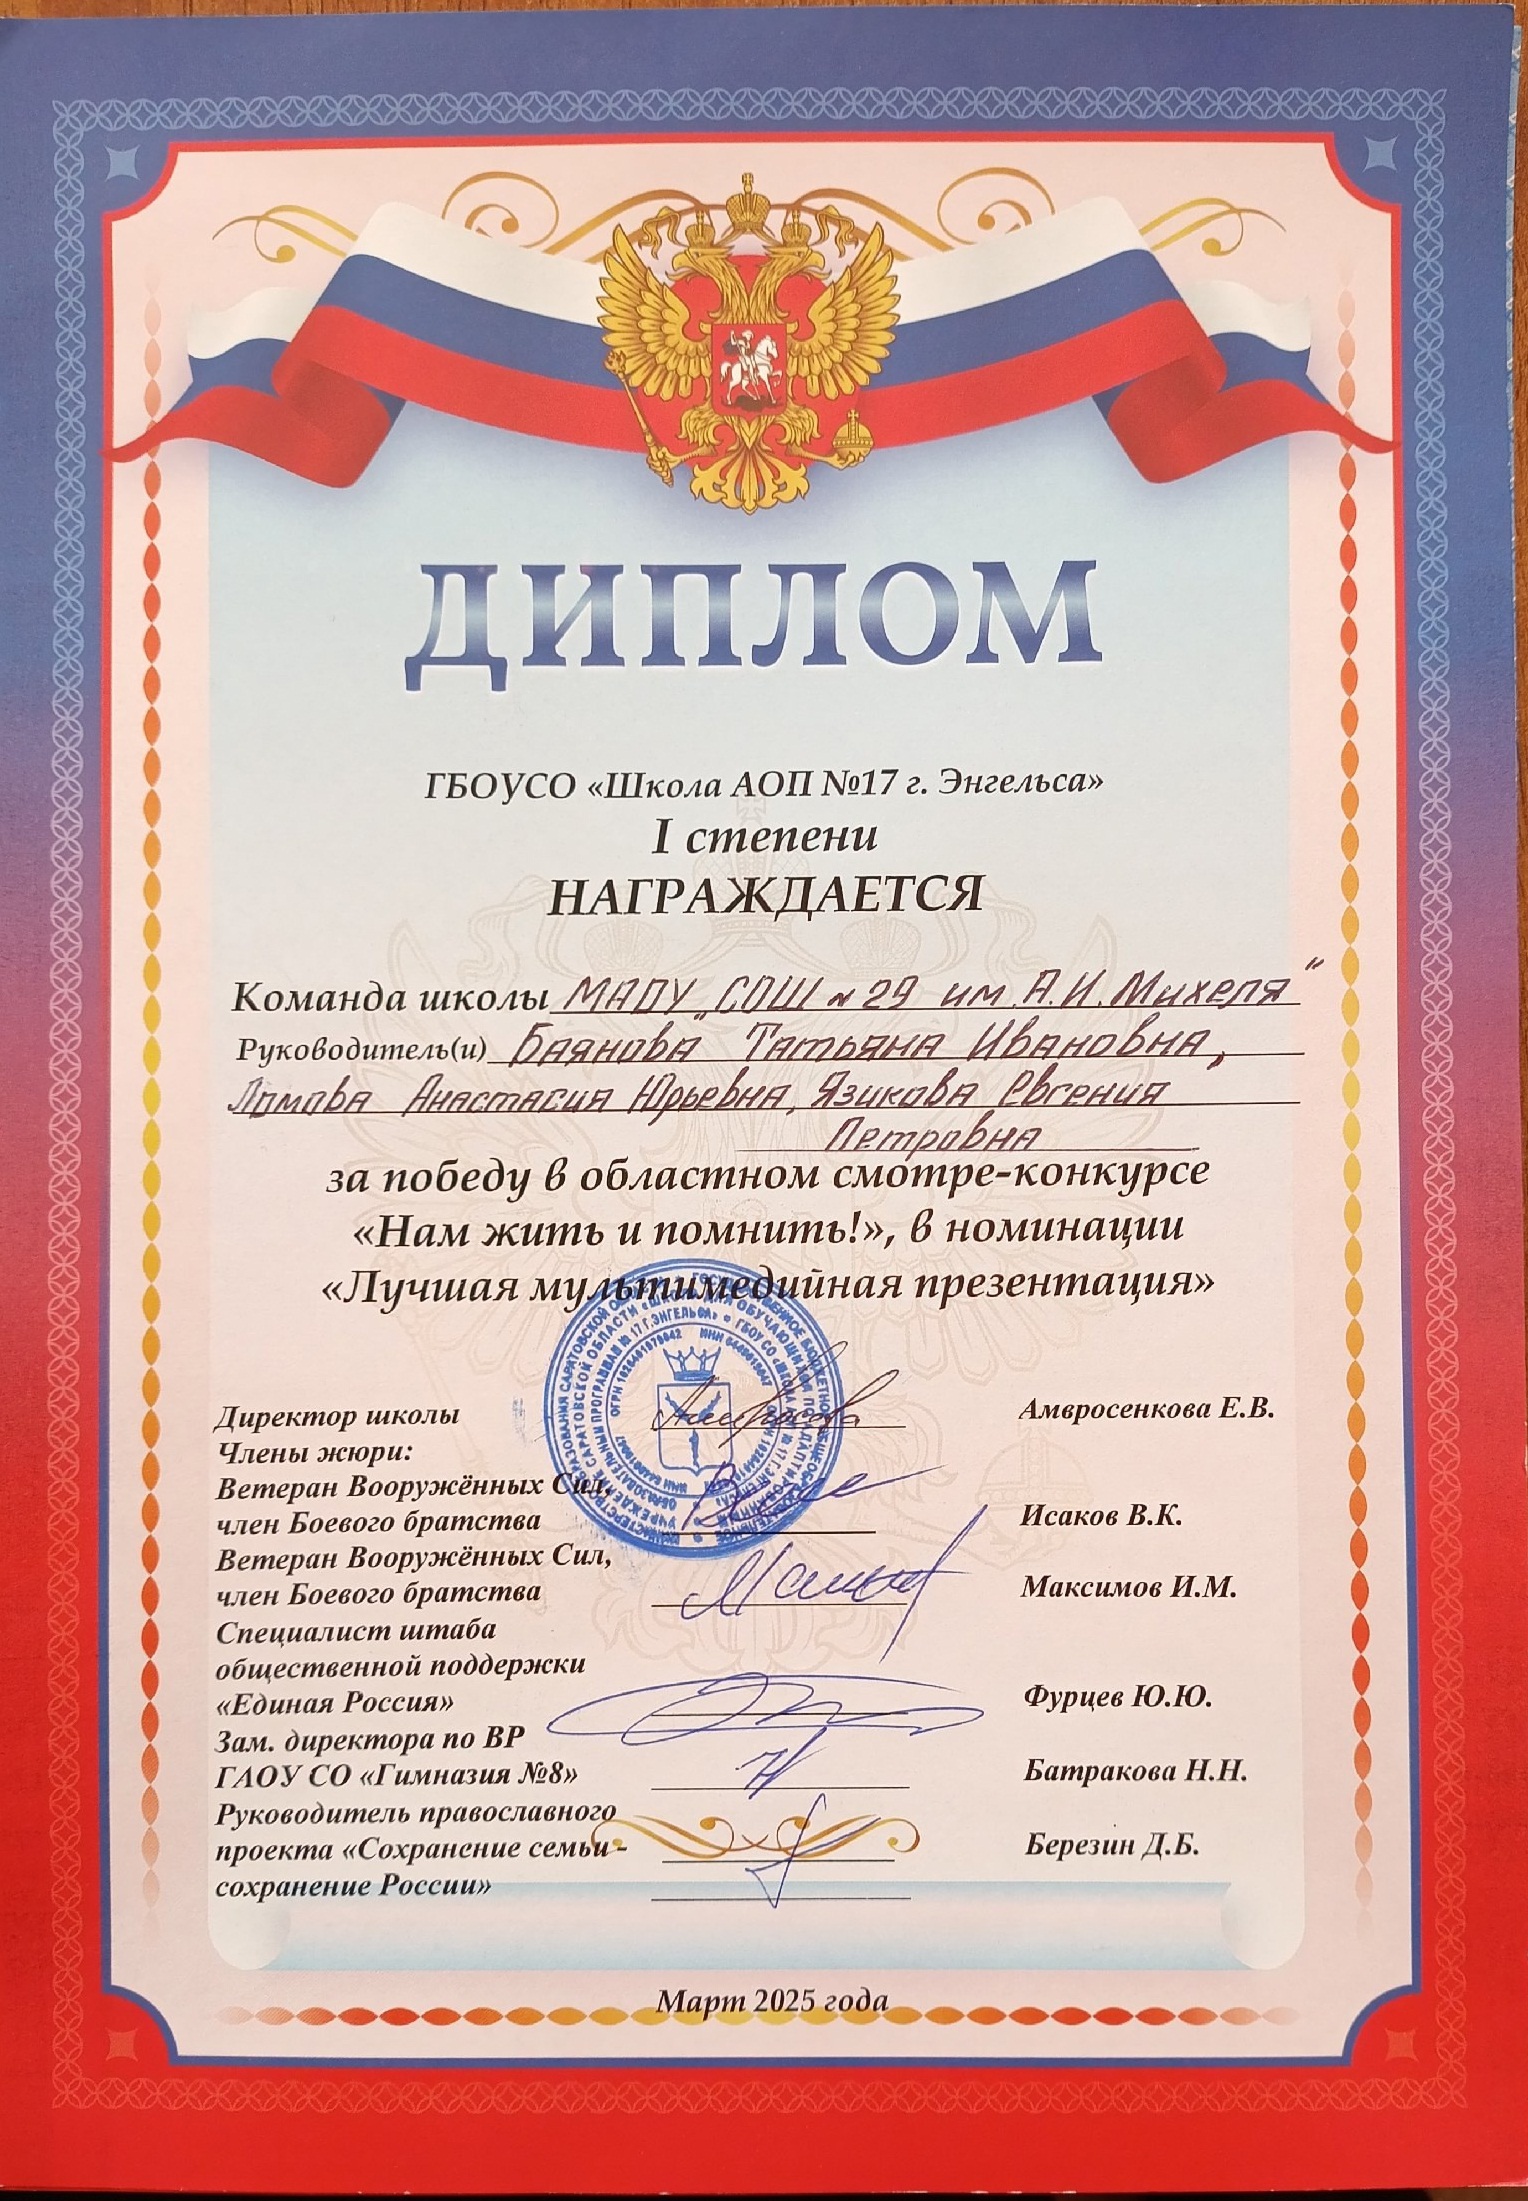 ДИПЛОМ
ГБОУСО «Школа АОП №17 г. Энгельса»
I степени
НАГРАЖДАЕТСЯ
Команда школы МАОУ „СОШ №29 им. А.И. Михеля“
Руководитель(и) Баянова Татьяна Ивановна,
Ломова Анастасия Юрьевна, Язикова Евгения
Петровна
за победу в областном смотре-конкурсе
«Нам жить и помнить!», в номинации
«Лучшая мультимедийная презентация»
Директор школы Амвросенкова Е.В.
Члены жюри:
Ветеран Вооружённых Сил,
член Боевого братства Исаков В.К.
Ветеран Вооружённых Сил,
член Боевого братства Максимов И.М.
Специалист штаба
общественной поддержки
«Единая Россия» Фурцев Ю.Ю.
Зам. директора по ВР
ГАОУ СО «Гимназия №8» Батракова Н.Н.
Руководитель православного
проекта «Сохранение семьи - Березин Д.Б.
сохранение России»
Март 2025 года